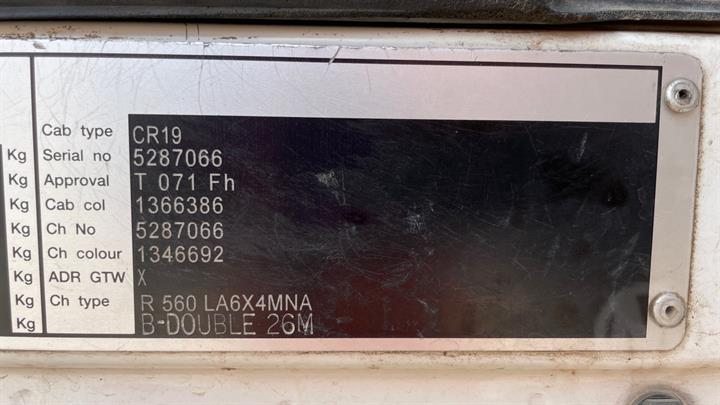 Cab type CR19
Kg Serial no 5287066
Kg Approval T 071 Fh
Kg Cab col 1366386
Kg Ch No 5287066
Kg Ch colour 1346692
Kg ADR GTW X
Kg Ch type R 560 LA6X4MNA
Kg B-DOUBLE 26M